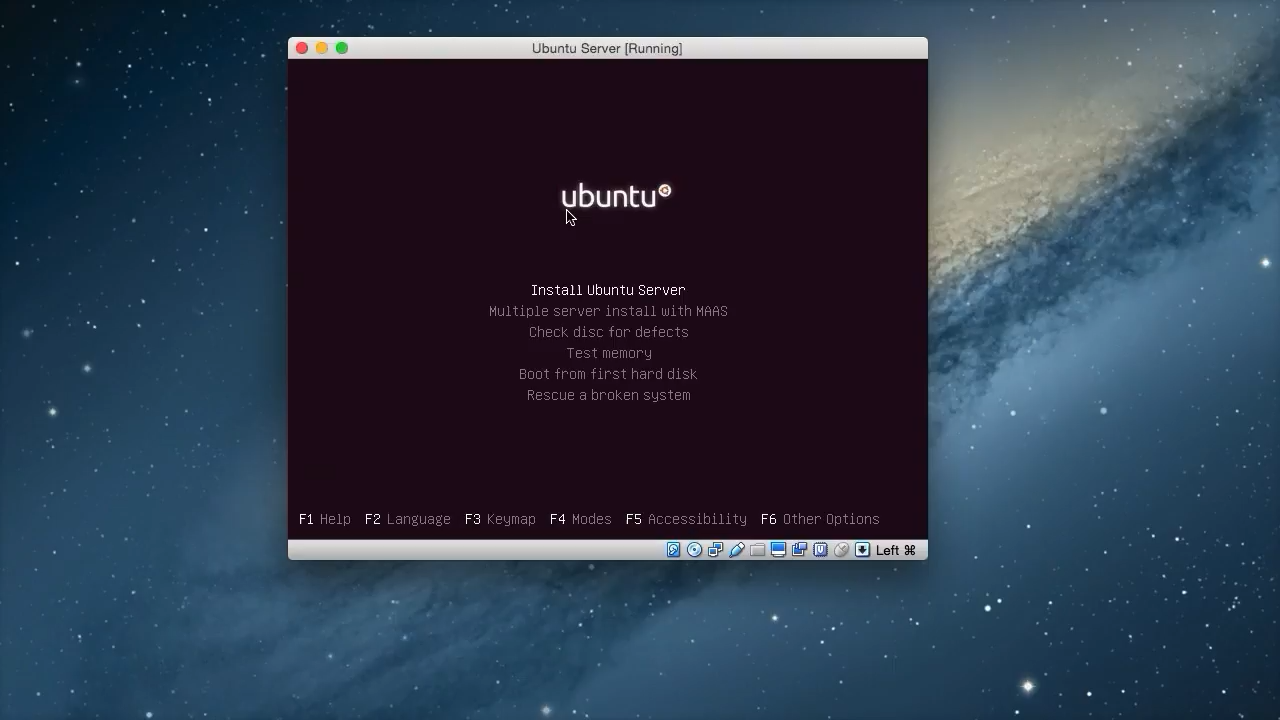 Ubuntu Server [Running]
ubuntu
Install Ubuntu Server
Multiple server install with MAAS
Check disc for defects
Test memory
Boot from first hard disk
Rescue a broken system
F1 Help F2 Language F3 Keymap F4 Modes F5 Accessibility F6 Other Options
Left ⌘